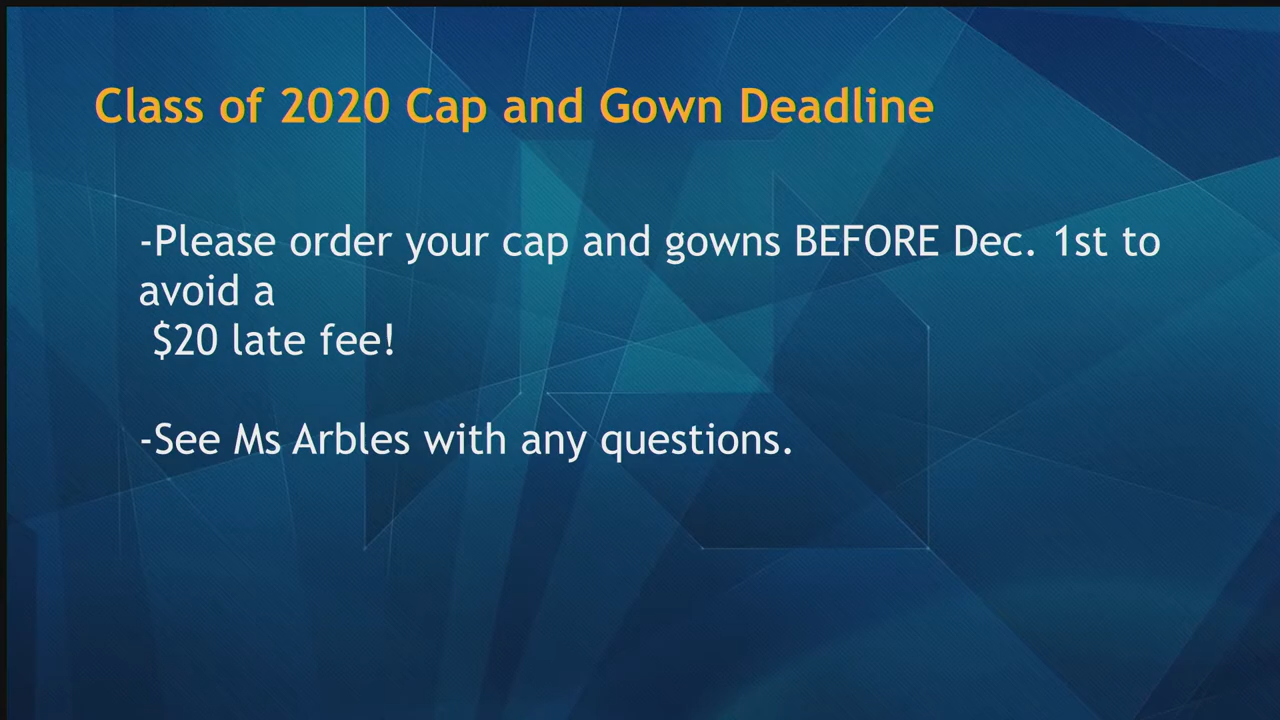 Class of 2020 Cap and Gown Deadline
-Please order your cap and gowns BEFORE Dec. 1st to
avoid a
$20 late fee!
-See Ms Arbles with any questions.